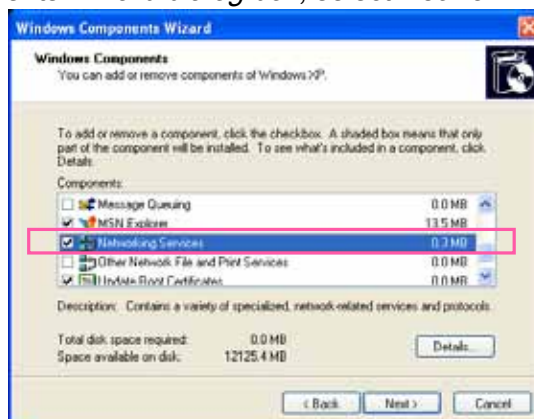 Windows Components Wizard
Windows Components
You can add or remove components of Windows XP.
To add or remove a component, click the checkbox. A shaded box means that only
part of the component will be installed. To see what's included in a component, click
Details.
Components:
Message Queuing 0.0 MB
MSN Explorer 13.5 MB
Networking Services 0.3 MB
Other Network File and Print Services 0.0 MB
Update Root Certificates 0.0 MB
Description: Contains a variety of specialized, network-related services and protocols.
Total disk space required: 0.0 MB
Space available on disk: 12125.4 MB
Details...
< Back Next > Cancel